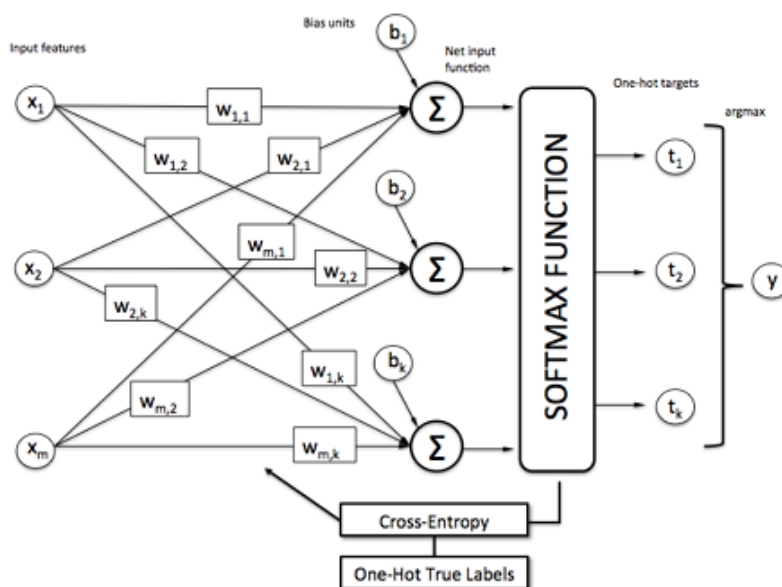 Input features
Bias units
b1
Net input
function
One-hot targets
argmax
x1
w1,1
Σ
w1,2
w2,1
t1
b2
wm,1
x2
w2,2
Σ
SOFTMAX FUNCTION
t2
y
w2,k
bk
w1,k
wm,2
tk
xm
wm,k
Σ
Cross-Entropy
One-Hot True Labels